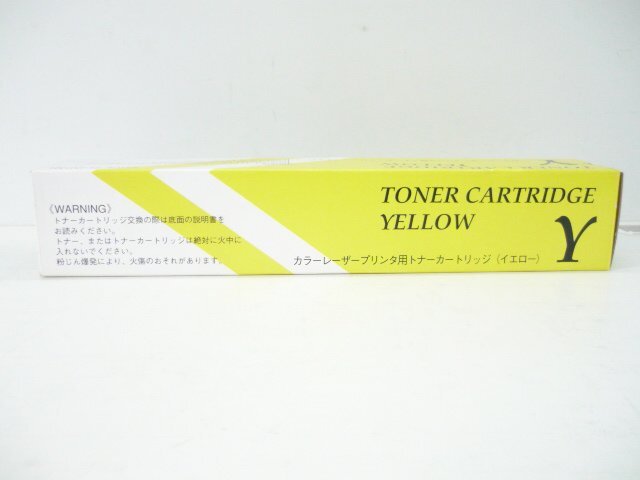 《WARNING》
トナーカートリッジ交換の際は底面の説明書を
お読みください。
トナー、またはトナーカートリッジは絶対に火中に
入れないでください。
粉じん爆発により、火傷のおそれがあります。
TONER CARTRIDGE
YELLOW
Y
カラーレーザープリンタ用トナーカートリッジ（イエロー）